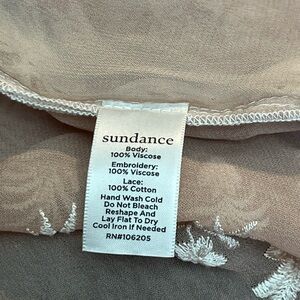 sundance
Body:
100% Viscose
Embroidery:
100% Viscose
Lace:
100% Cotton
Hand Wash Cold
Do Not Bleach
Reshape And
Lay Flat To Dry
Cool Iron If Needed
RN#106205